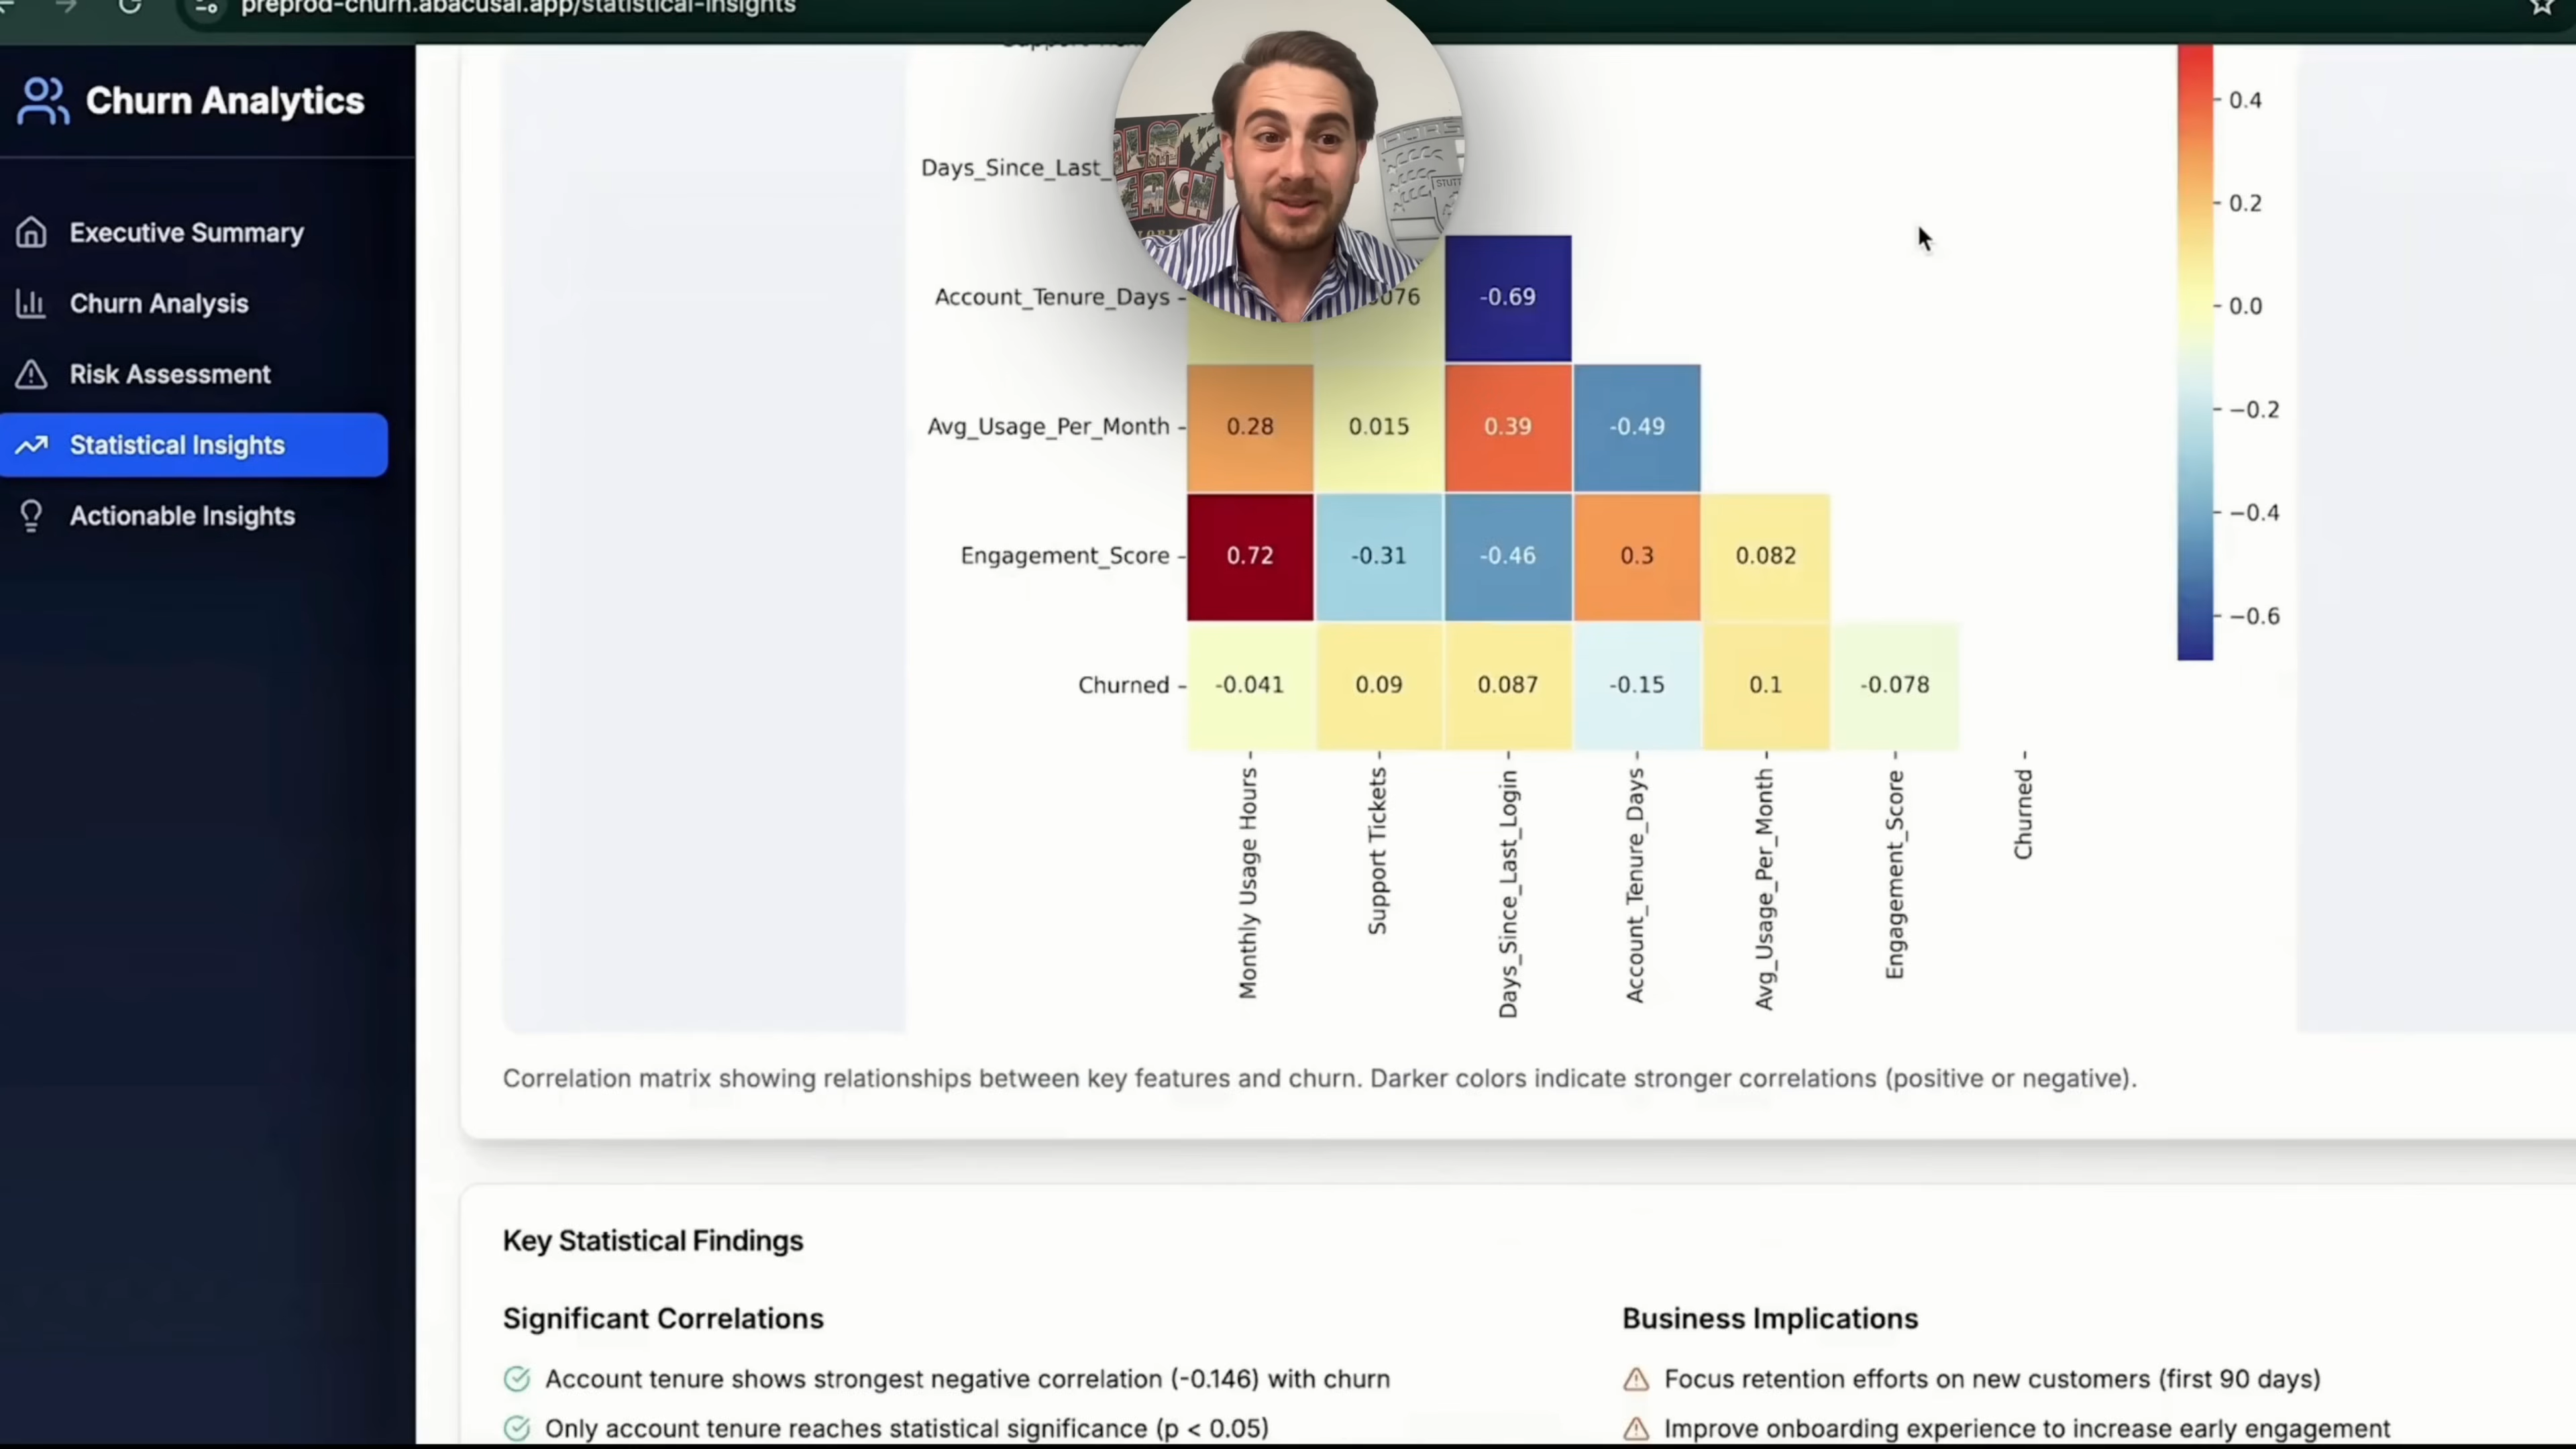 preprod-churn.abacusai.app/statistical-insights
Churn Analytics
Executive Summary
Churn Analysis
Risk Assessment
Statistical Insights
Actionable Insights
0.4
0.2
0.0
−0.2
−0.4
−0.6
Days_Since_Last_
Account_Tenure_Days
-0.69
Avg_Usage_Per_Month
0.28 0.015 0.39 -0.49
Engagement_Score
0.72 -0.31 -0.46 0.3 0.082
Churned
-0.041 0.09 0.087 -0.15 0.1 -0.078
Monthly Usage Hours
Support Tickets
Days_Since_Last_Login
Account_Tenure_Days
Avg_Usage_Per_Month
Engagement_Score
Churned
Correlation matrix showing relationships between key features and churn. Darker colors indicate stronger correlations (positive or negative).
Key Statistical Findings
Significant Correlations
Account tenure shows strongest negative correlation (-0.146) with churn
Only account tenure reaches statistical significance (p < 0.05)
Business Implications
Focus retention efforts on new customers (first 90 days)
Improve onboarding experience to increase early engagement